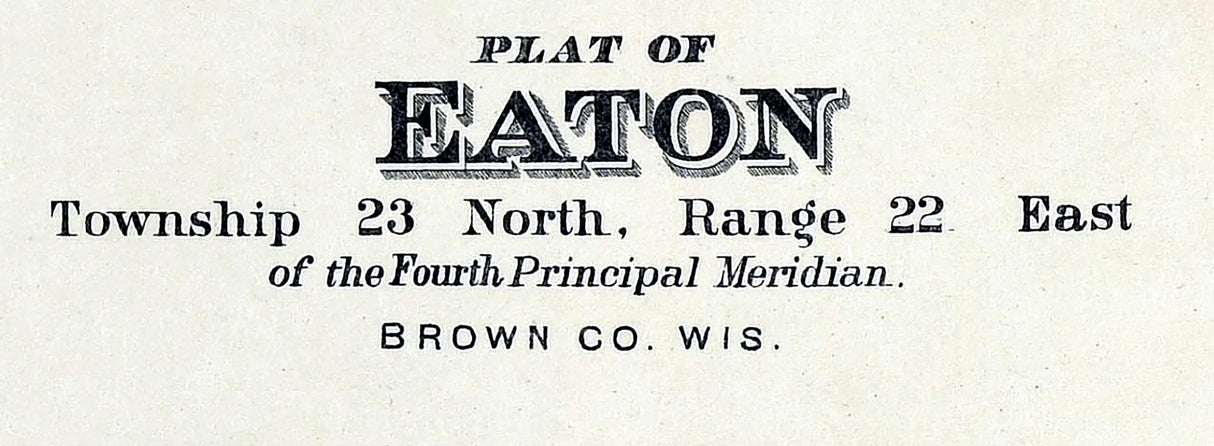 PLAT OF
EATON
Township 23 North, Range 22 East
of the Fourth Principal Meridian.
BROWN CO. WIS.